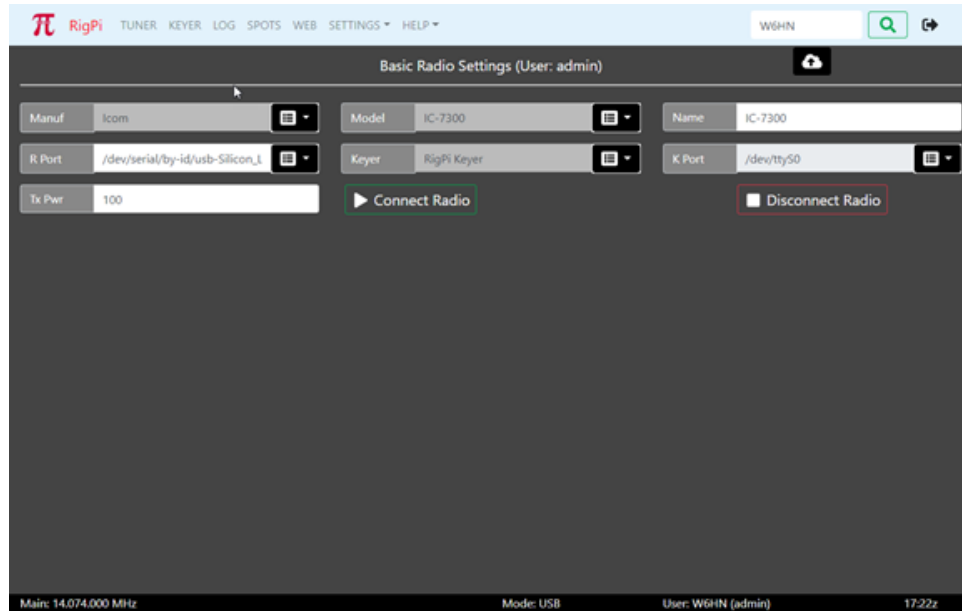 π RigPi TUNER KEYER LOG SPOTS WEB SETTINGS HELP W6HN
Basic Radio Settings (User: admin)
Manuf Icom Model IC-7300 Name IC-7300
R Port /dev/serial/by-id/usb-Silicon_L Keyer RigPi Keyer K Port /dev/ttyS0
Tx Pwr 100 Connect Radio Disconnect Radio
Main: 14.074.000 MHz Mode: USB User: W6HN (admin) 17:22z